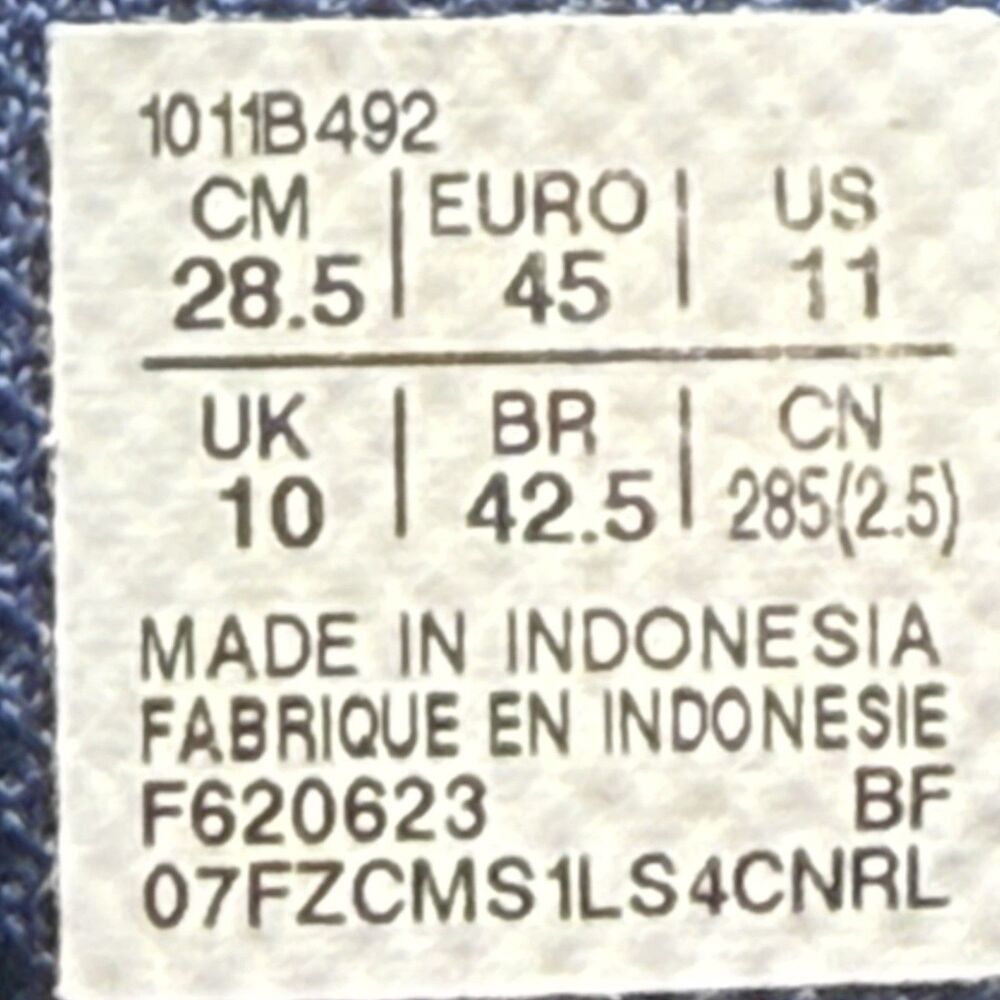 1011B492
CM | EURO | US
28.5 | 45 | 11
UK | BR | CN
10 | 42.5 | 285(2.5)
MADE IN INDONESIA
FABRIQUE EN INDONESIE
F620623 BF
07FZCMS1LS4CNRL